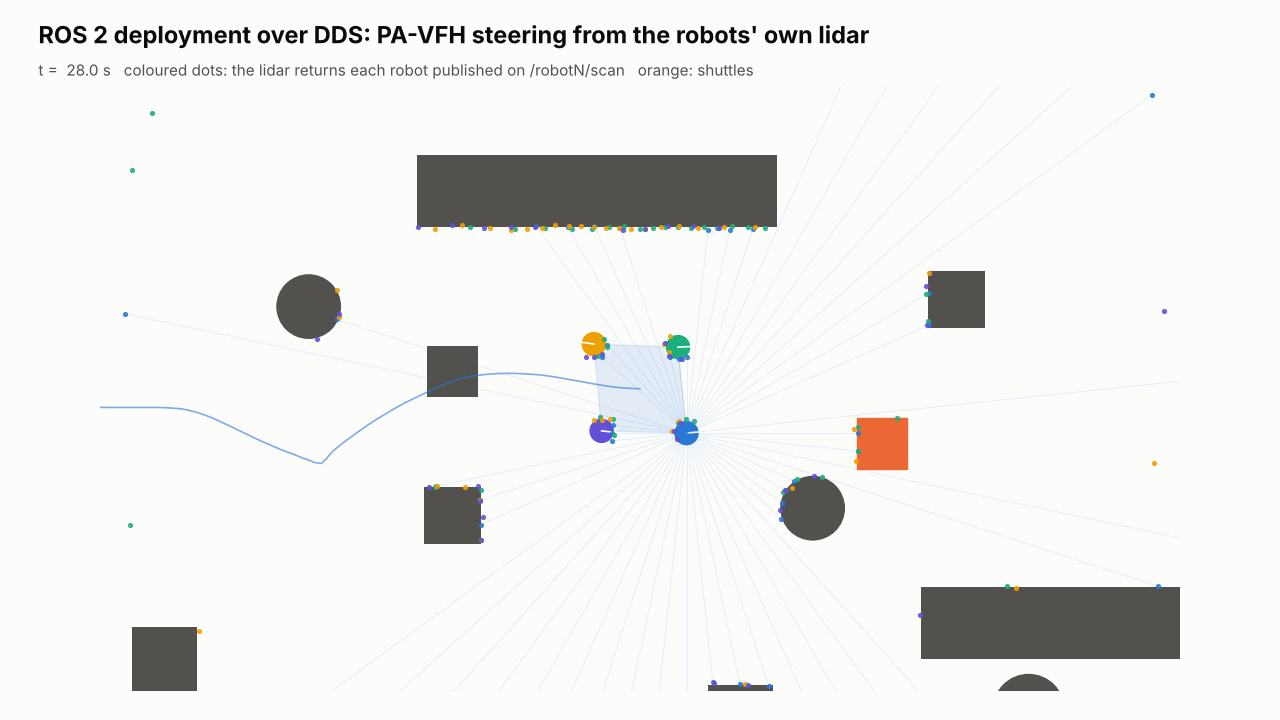 ROS 2 deployment over DDS: PA-VFH steering from the robots' own lidar
t = 28.0 s coloured dots: the lidar returns each robot published on /robotN/scan orange: shuttles